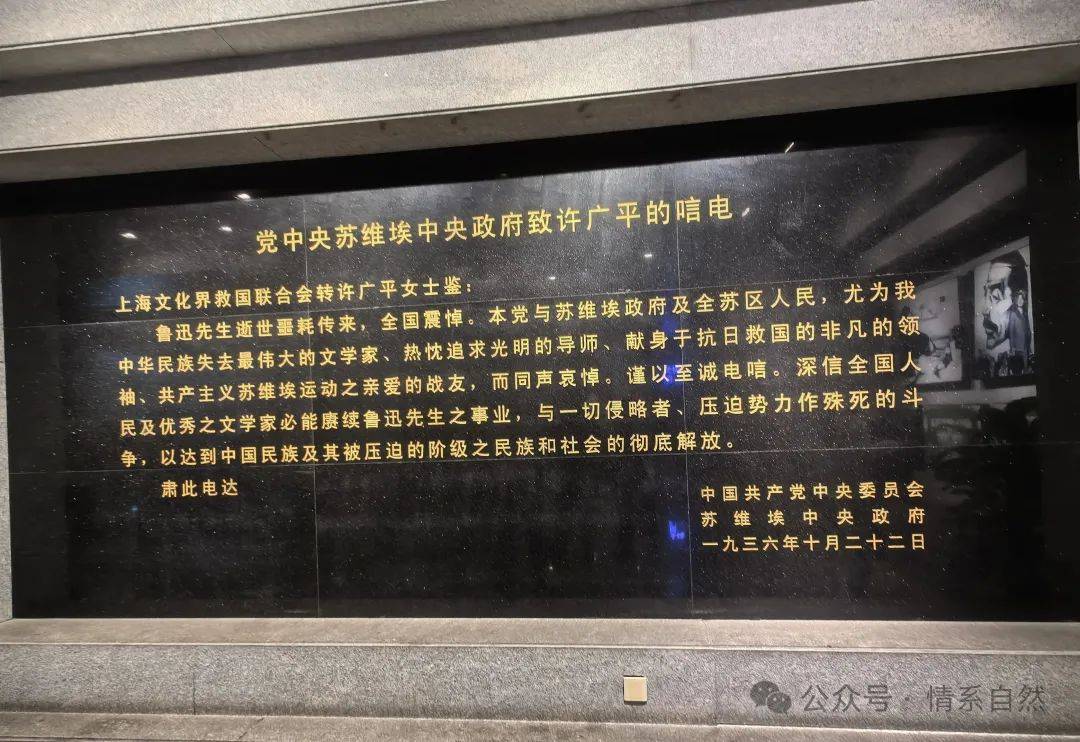 党中央苏维埃中央政府致许广平的唁电
上海文化界救国联合会转许广平女士鉴：
鲁迅先生逝世噩耗传来，全国震悼。本党与苏维埃政府及全苏区人民，尤为我
中华民族失去最伟大的文学家、热忱追求光明的导师、献身于抗日救国的非凡的领
袖、共产主义苏维埃运动之亲爱的战友，而同声哀悼。谨以至诚电唁。深信全国人
民及优秀之文学家必能赓续鲁迅先生之事业，与一切侵略者、压迫势力作殊死的斗
争，以达到中国民族及其被压迫的阶级之民族和社会的彻底解放。
肃此电达
中国共产党中央委员会
苏维埃中央政府
一九三六年十月二十二日
公众号·情系自然